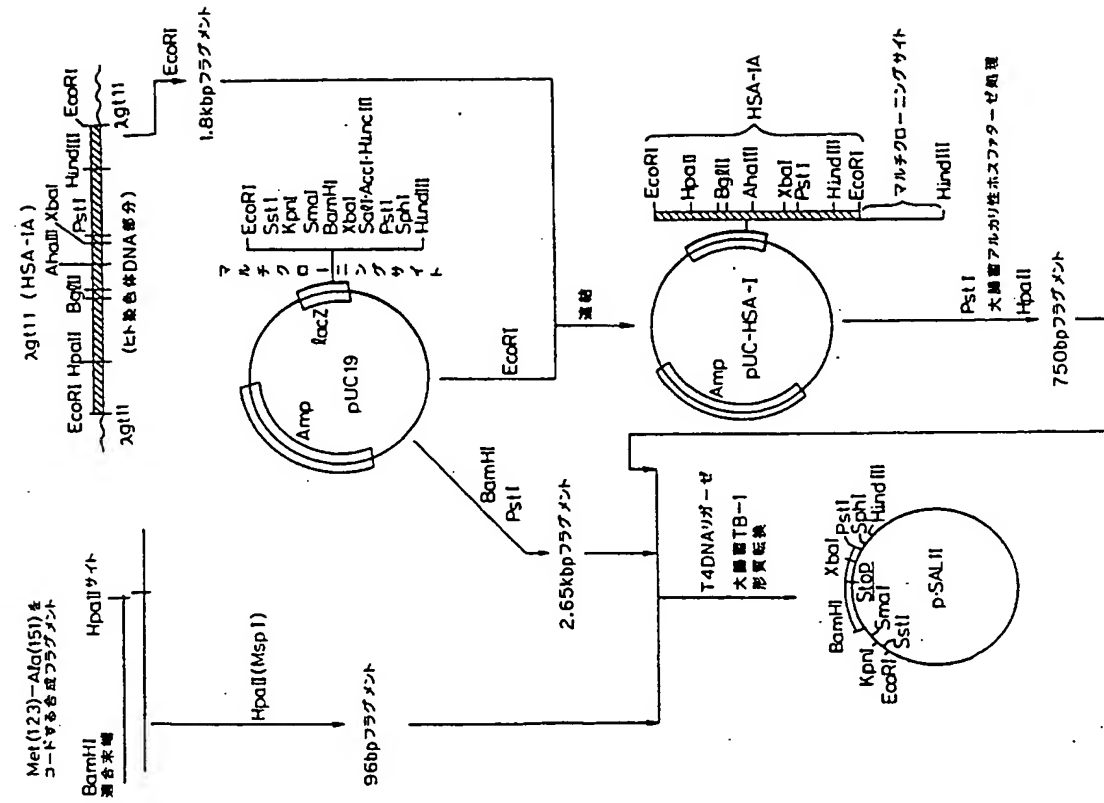 λgt11 (HSA-IA)
AhaIII XbaI
EcoRI HpaII BglII PstI HindIII EcoRI
λgt11 (ヒト染色体DNA部分) λgt11
EcoRI
1.8kbpフラグメント
Met(123)-Ala(151)を
コードする合成フラグメント
BamHI
適合末端
HpaIIサイト
HpaII(MspI)
96bpフラグメント
マルチクローニングサイト
EcoRI
SstI
KpnI
SmaI
BamHI
XbaI
SalI・AccI・HincIII
PstI
SphI
HindIII
lacZ
Amp
pUC19
BamHI
PstI
2.65kbpフラグメント
EcoRI
連結
Amp
pUC-HSA-I
EcoRI
HpaII
BglII
AhaIII
XbaI
PstI
HindIII
EcoRI
HSA-IA
マルチクローニングサイト
HindIII
PstI
大腸菌アルカリ性ホスファターゼ処理
HpaII
750bpフラグメント
T4DNAリガーゼ
大腸菌TB-1
形質転換
BamHI
XbaI
PstI
SphI
HindIII
Stop
KpnI
SmaI
EcoRI
SstI
pSALII